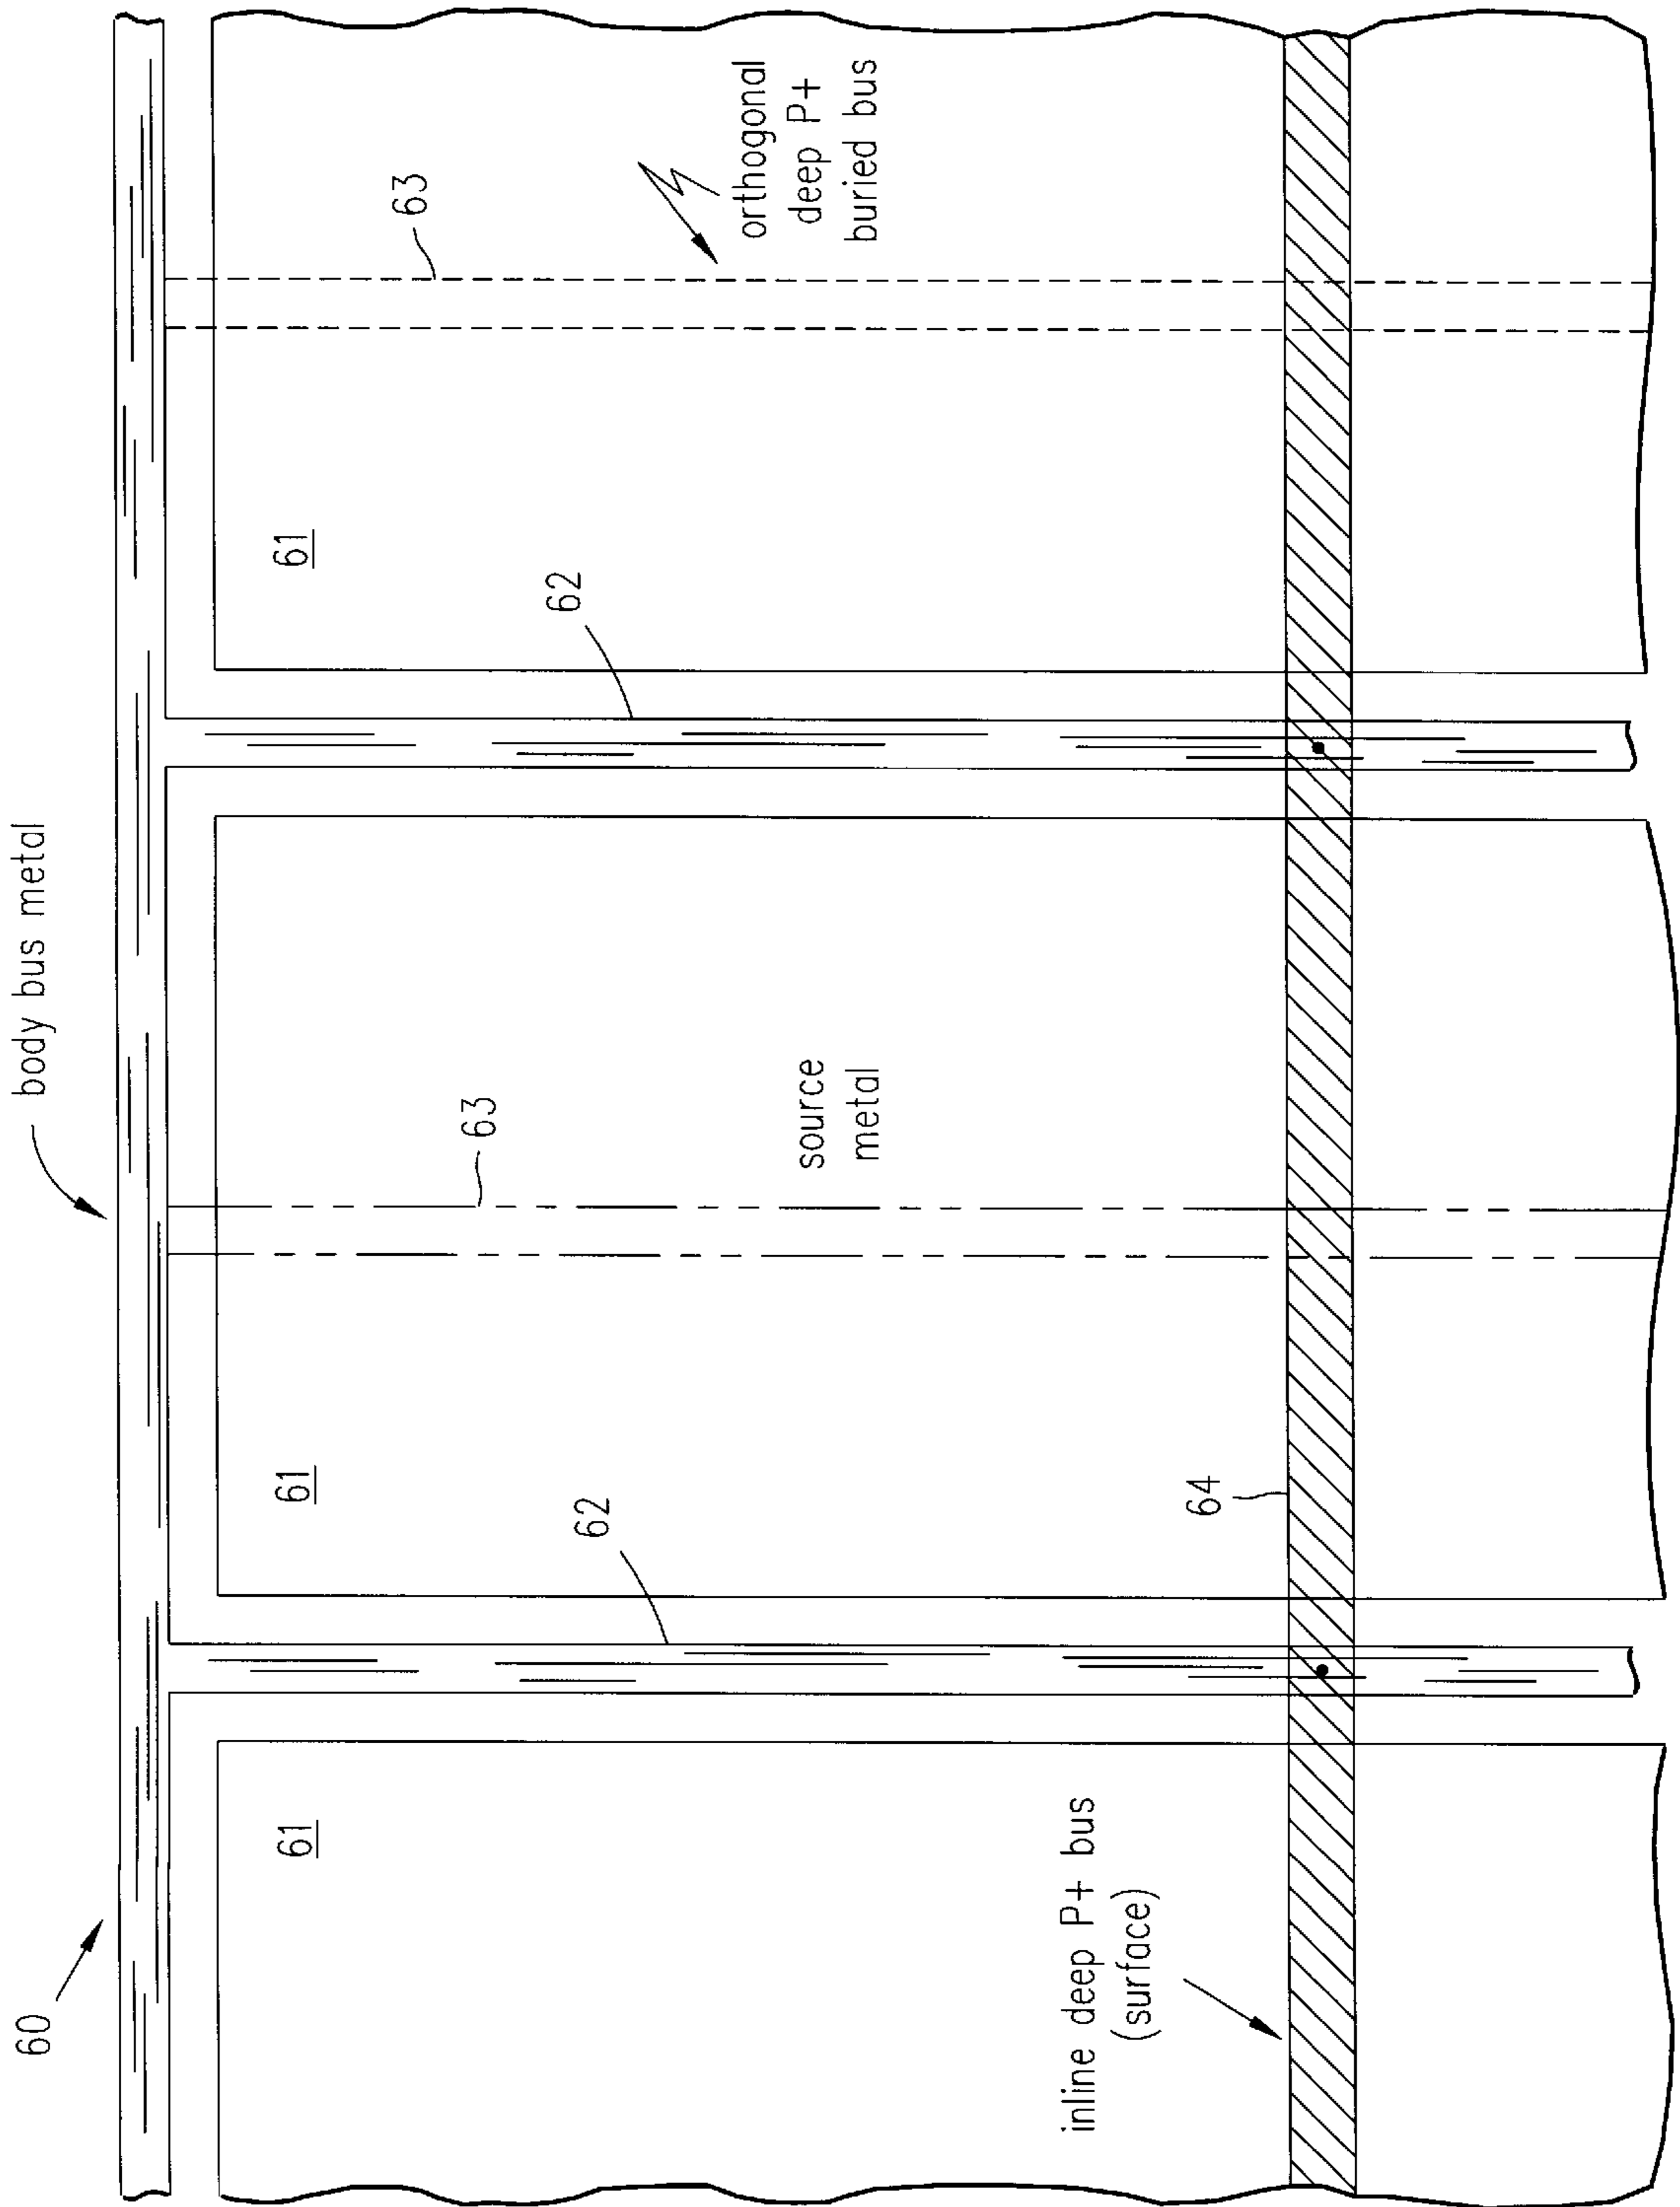 60
body bus metal
61
62
61
63
source
metal
62
61
63
orthogonal
deep P+
buried bus
inline deep P+ bus
(surface)
64